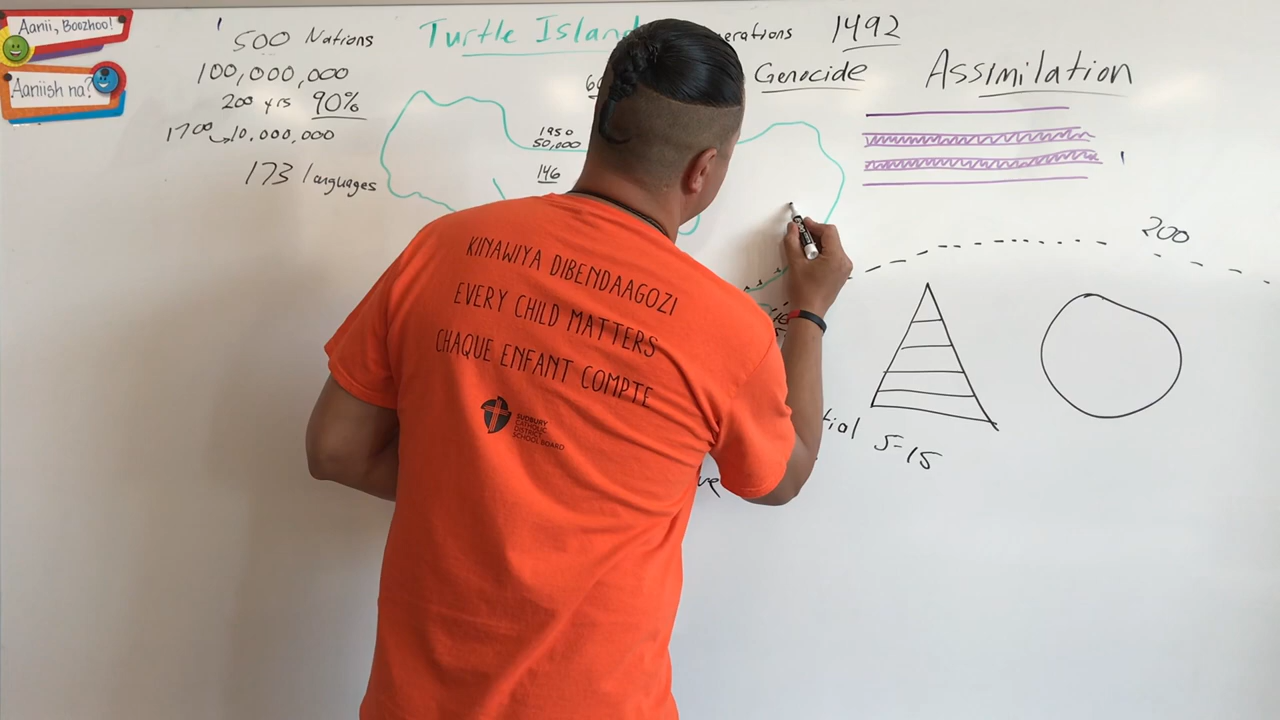 Aanii, Boozhoo!
Aaniish na?
500 Nations
100,000,000
200 yrs 90%
1700 10.000,000
173 languages
Turtle Island
1950
50,000
146
erations
1492
Genocide
Assimilation
200
5-15
KINAWIYA DIBENDAAGOZI
EVERY CHILD MATTERS
CHAQUE ENFANT COMPTE
SUDBURY
CATHOLIC
DISTRICT
SCHOOL BOARD